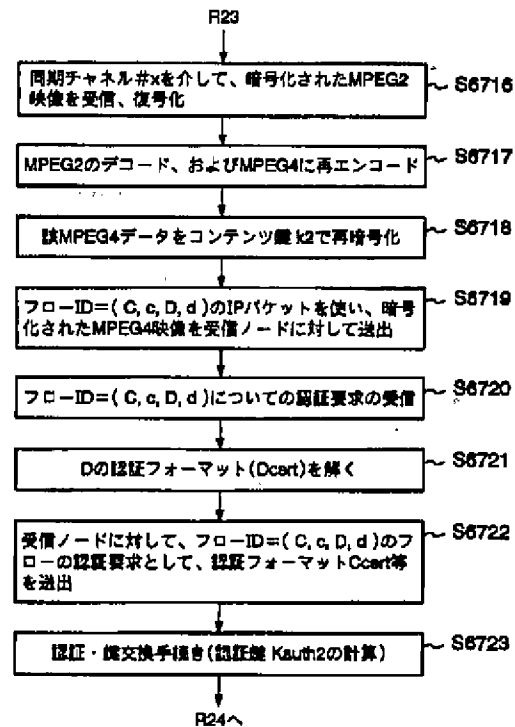 R23
同期チャネル#xを介して、暗号化されたMPEG2
映像を受信、復号化
S6716
MPEG2のデコード、およびMPEG4に再エンコード
S6717
該MPEG4データをコンテンツ鍵 k2で再暗号化
S6718
フローID=( C, c, D, d )のIPパケットを使い、暗号
化されたMPEG4映像を受信ノードに対して送出
S6719
フローID=( C, c, D, d )についての認証要求の受信
S6720
Dの認証フォーマット(Dcert)を解く
S6721
受信ノードに対して、フローID=( C, c, D, d )のフ
ローの認証要求として、認証フォーマットCcert等
を送出
S6722
認証・鍵交換手続き(認証鍵 Kauth2の計算)
S6723
R24へ